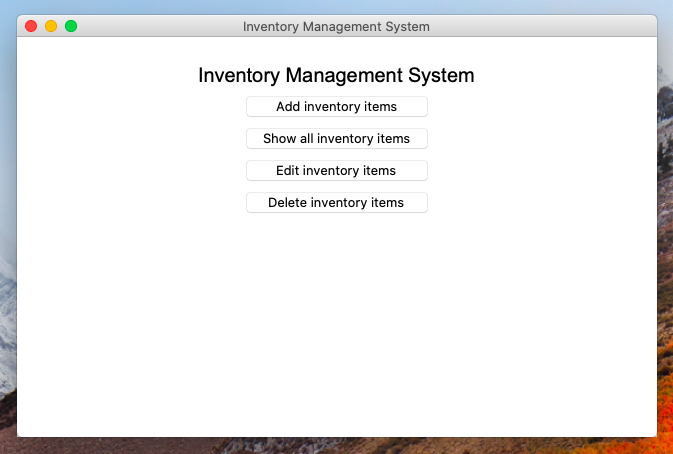 Inventory Management System
Inventory Management System
Add inventory items
Show all inventory items
Edit inventory items
Delete inventory items